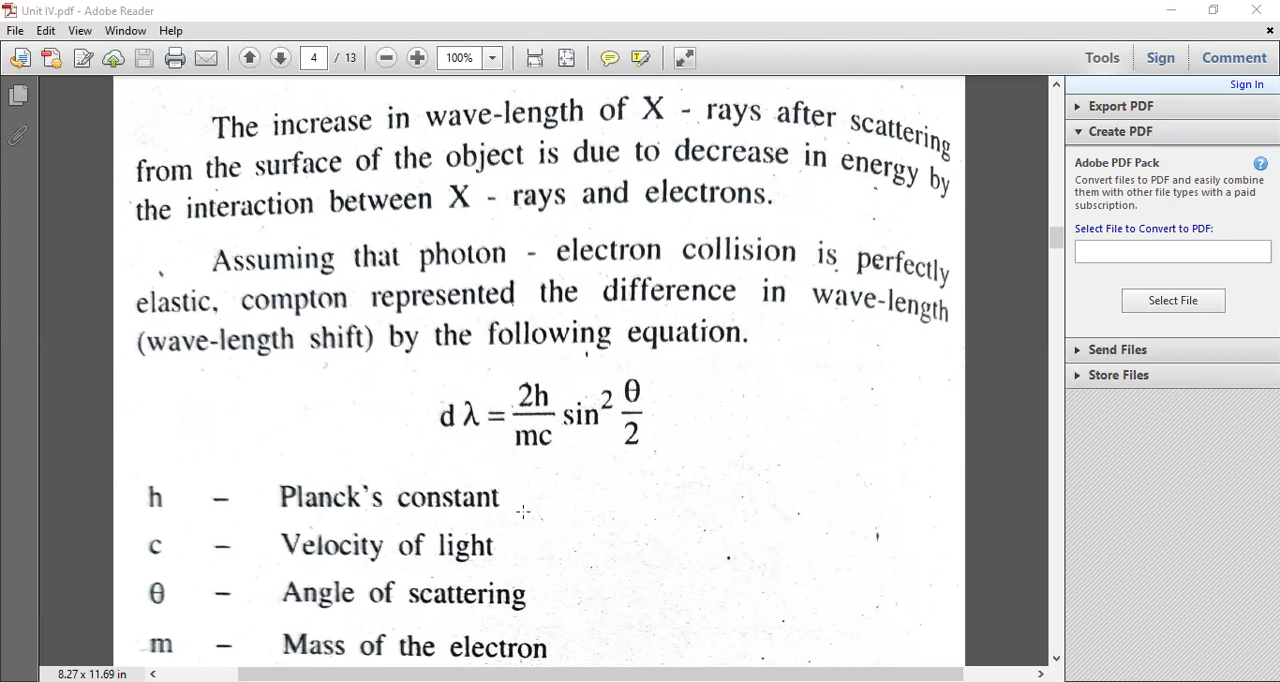 Unit IV.pdf - Adobe Reader
File Edit View Window Help
4 / 13 100%
Tools Sign Comment
Sign In
Export PDF
Create PDF
Adobe PDF Pack
Convert files to PDF and easily combine
them with other file types with a paid
subscription.
Select File to Convert to PDF:
Select File
Send Files
Store Files
The increase in wave-length of X - rays after scattering
from the surface of the object is due to decrease in energy by
the interaction between X - rays and electrons.
Assuming that photon - electron collision is perfectly
elastic, compton represented the difference in wave-length
(wave-length shift) by the following equation.
d λ = 2h/mc sin² θ/2
h – Planck's constant
c – Velocity of light
θ – Angle of scattering
m – Mass of the electron
8.27 x 11.69 in